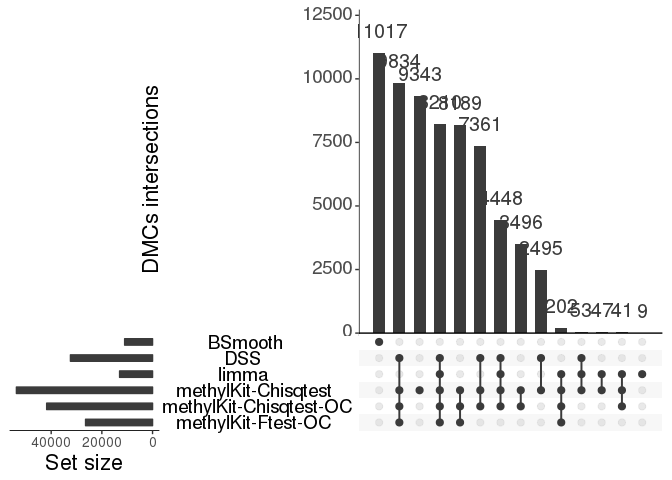 12500
10000
7500
5000
2500
0
DMCs intersections
11017
9834
9343
8210
8189
7361
4448
3496
2495
202
53
47
41
9
BSmooth
DSS
limma
methylKit-Chisqtest
methylKit-Chisqtest-OC
methylKit-Ftest-OC
40000 20000 0
Set size